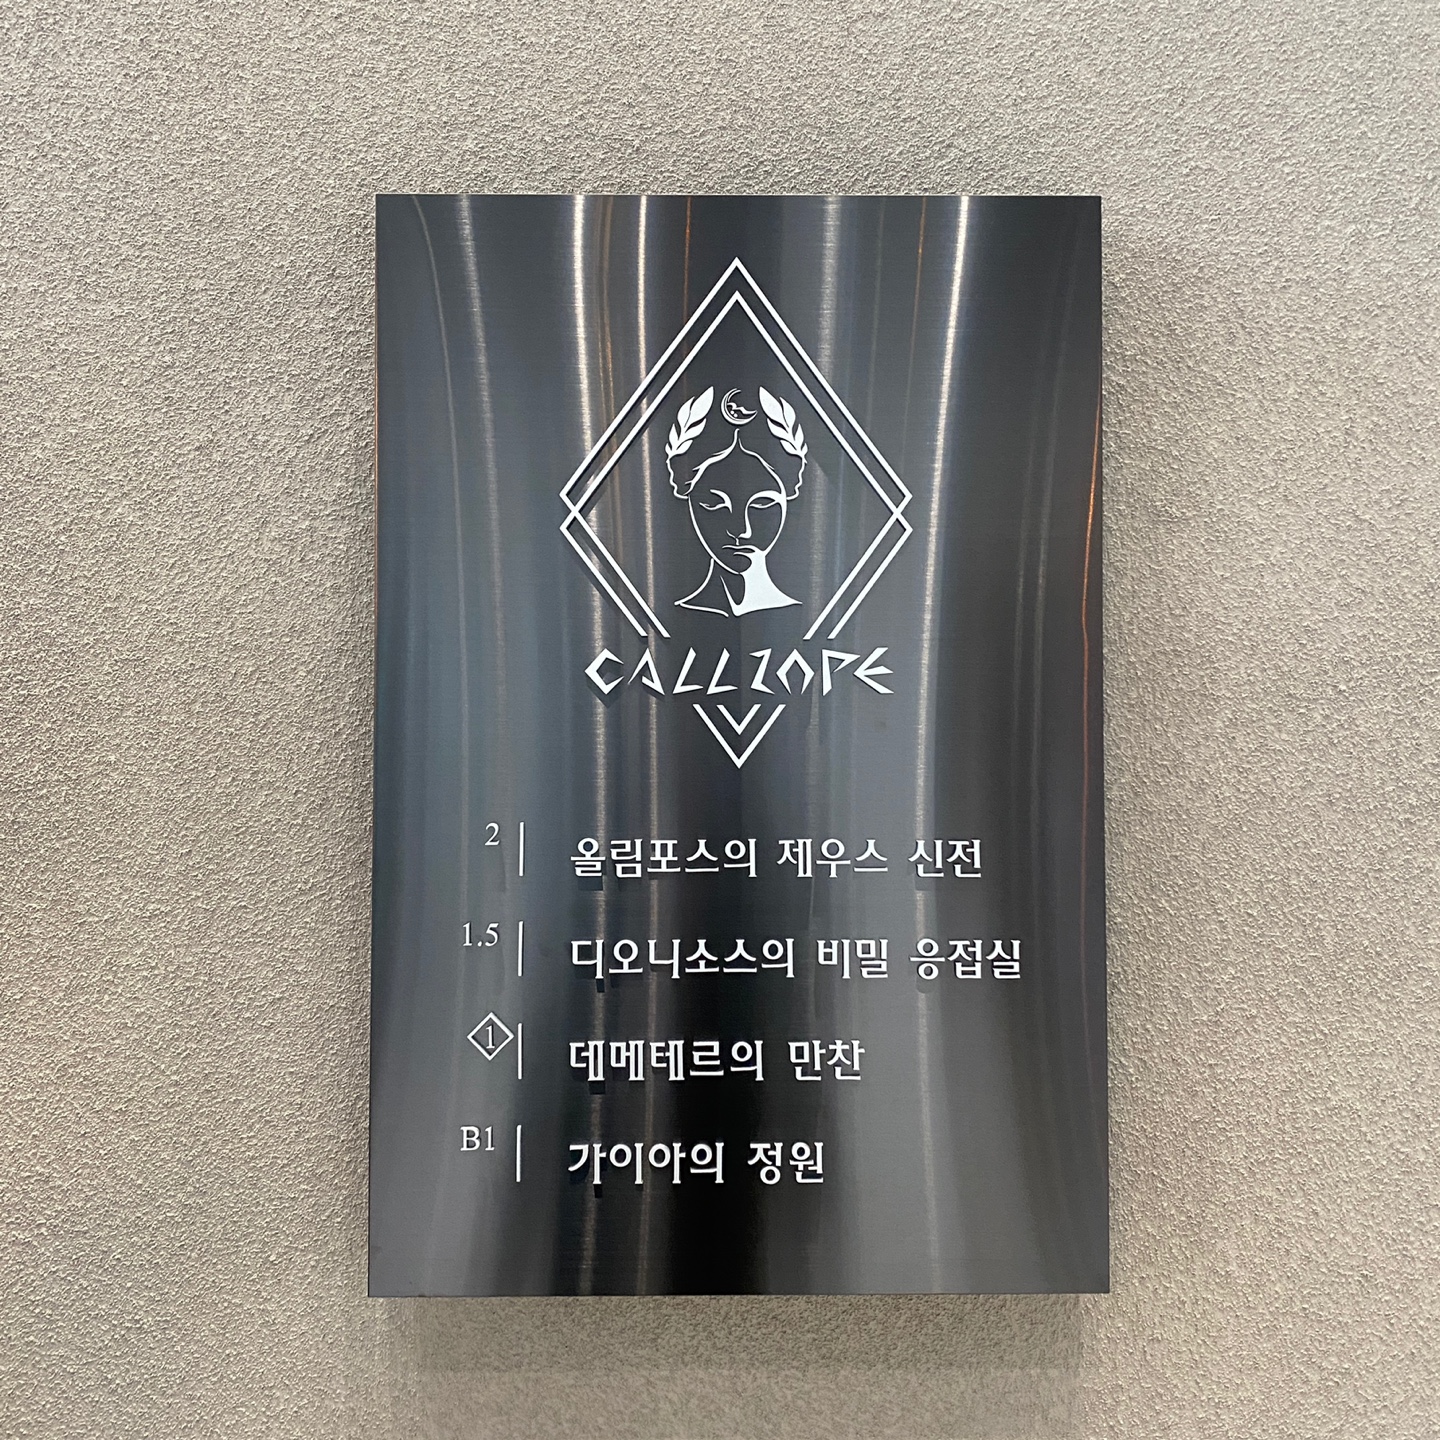 CALLIOPE
2 | 올림포스의 제우스 신전
1.5 | 디오니소스의 비밀 응접실
1 | 데메테르의 만찬
B1 | 가이아의 정원